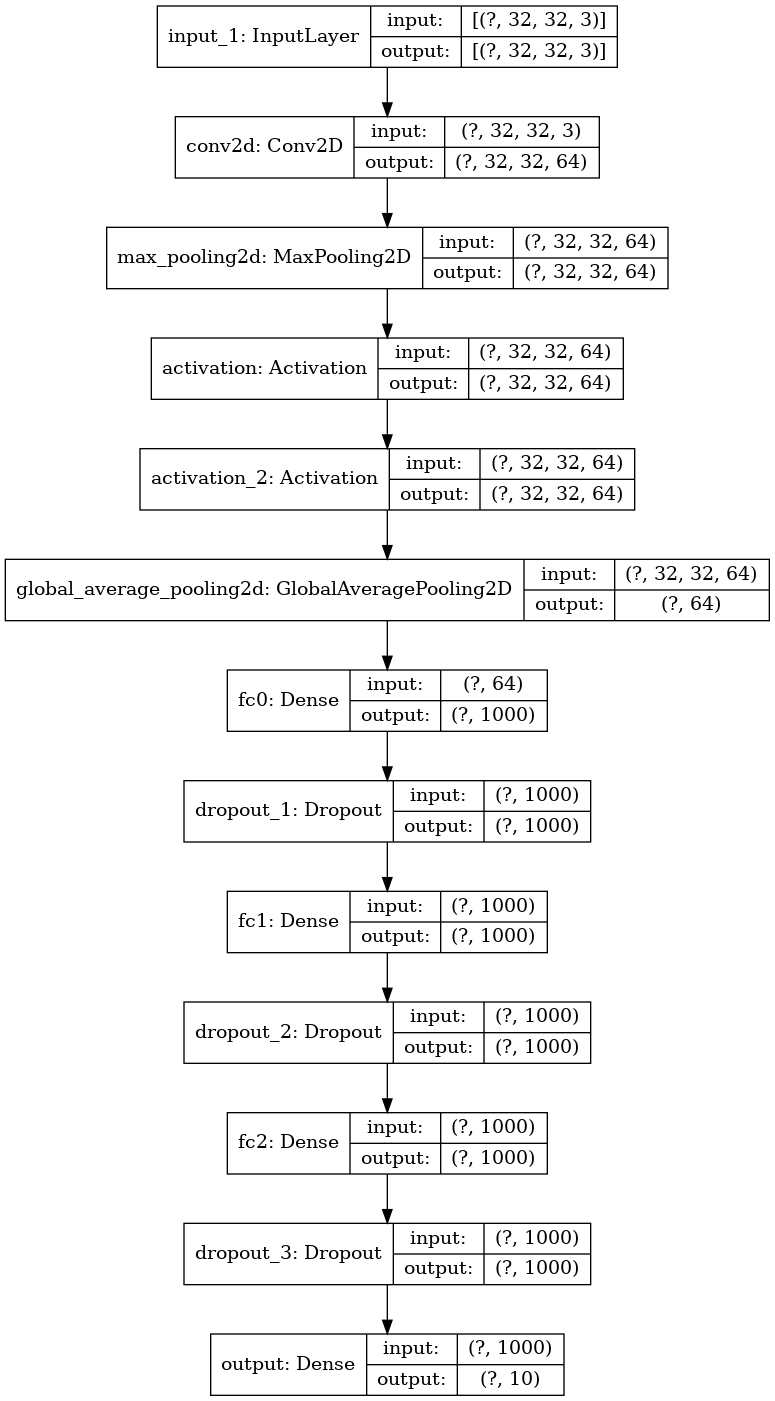 input_1: InputLayer
input: [(?, 32, 32, 3)]
output: [(?, 32, 32, 3)]
conv2d: Conv2D
input: (?, 32, 32, 3)
output: (?, 32, 32, 64)
max_pooling2d: MaxPooling2D
input: (?, 32, 32, 64)
output: (?, 32, 32, 64)
activation: Activation
input: (?, 32, 32, 64)
output: (?, 32, 32, 64)
activation_2: Activation
input: (?, 32, 32, 64)
output: (?, 32, 32, 64)
global_average_pooling2d: GlobalAveragePooling2D
input: (?, 32, 32, 64)
output: (?, 64)
fc0: Dense
input: (?, 64)
output: (?, 1000)
dropout_1: Dropout
input: (?, 1000)
output: (?, 1000)
fc1: Dense
input: (?, 1000)
output: (?, 1000)
dropout_2: Dropout
input: (?, 1000)
output: (?, 1000)
fc2: Dense
input: (?, 1000)
output: (?, 1000)
dropout_3: Dropout
input: (?, 1000)
output: (?, 1000)
output: Dense
input: (?, 1000)
output: (?, 10)